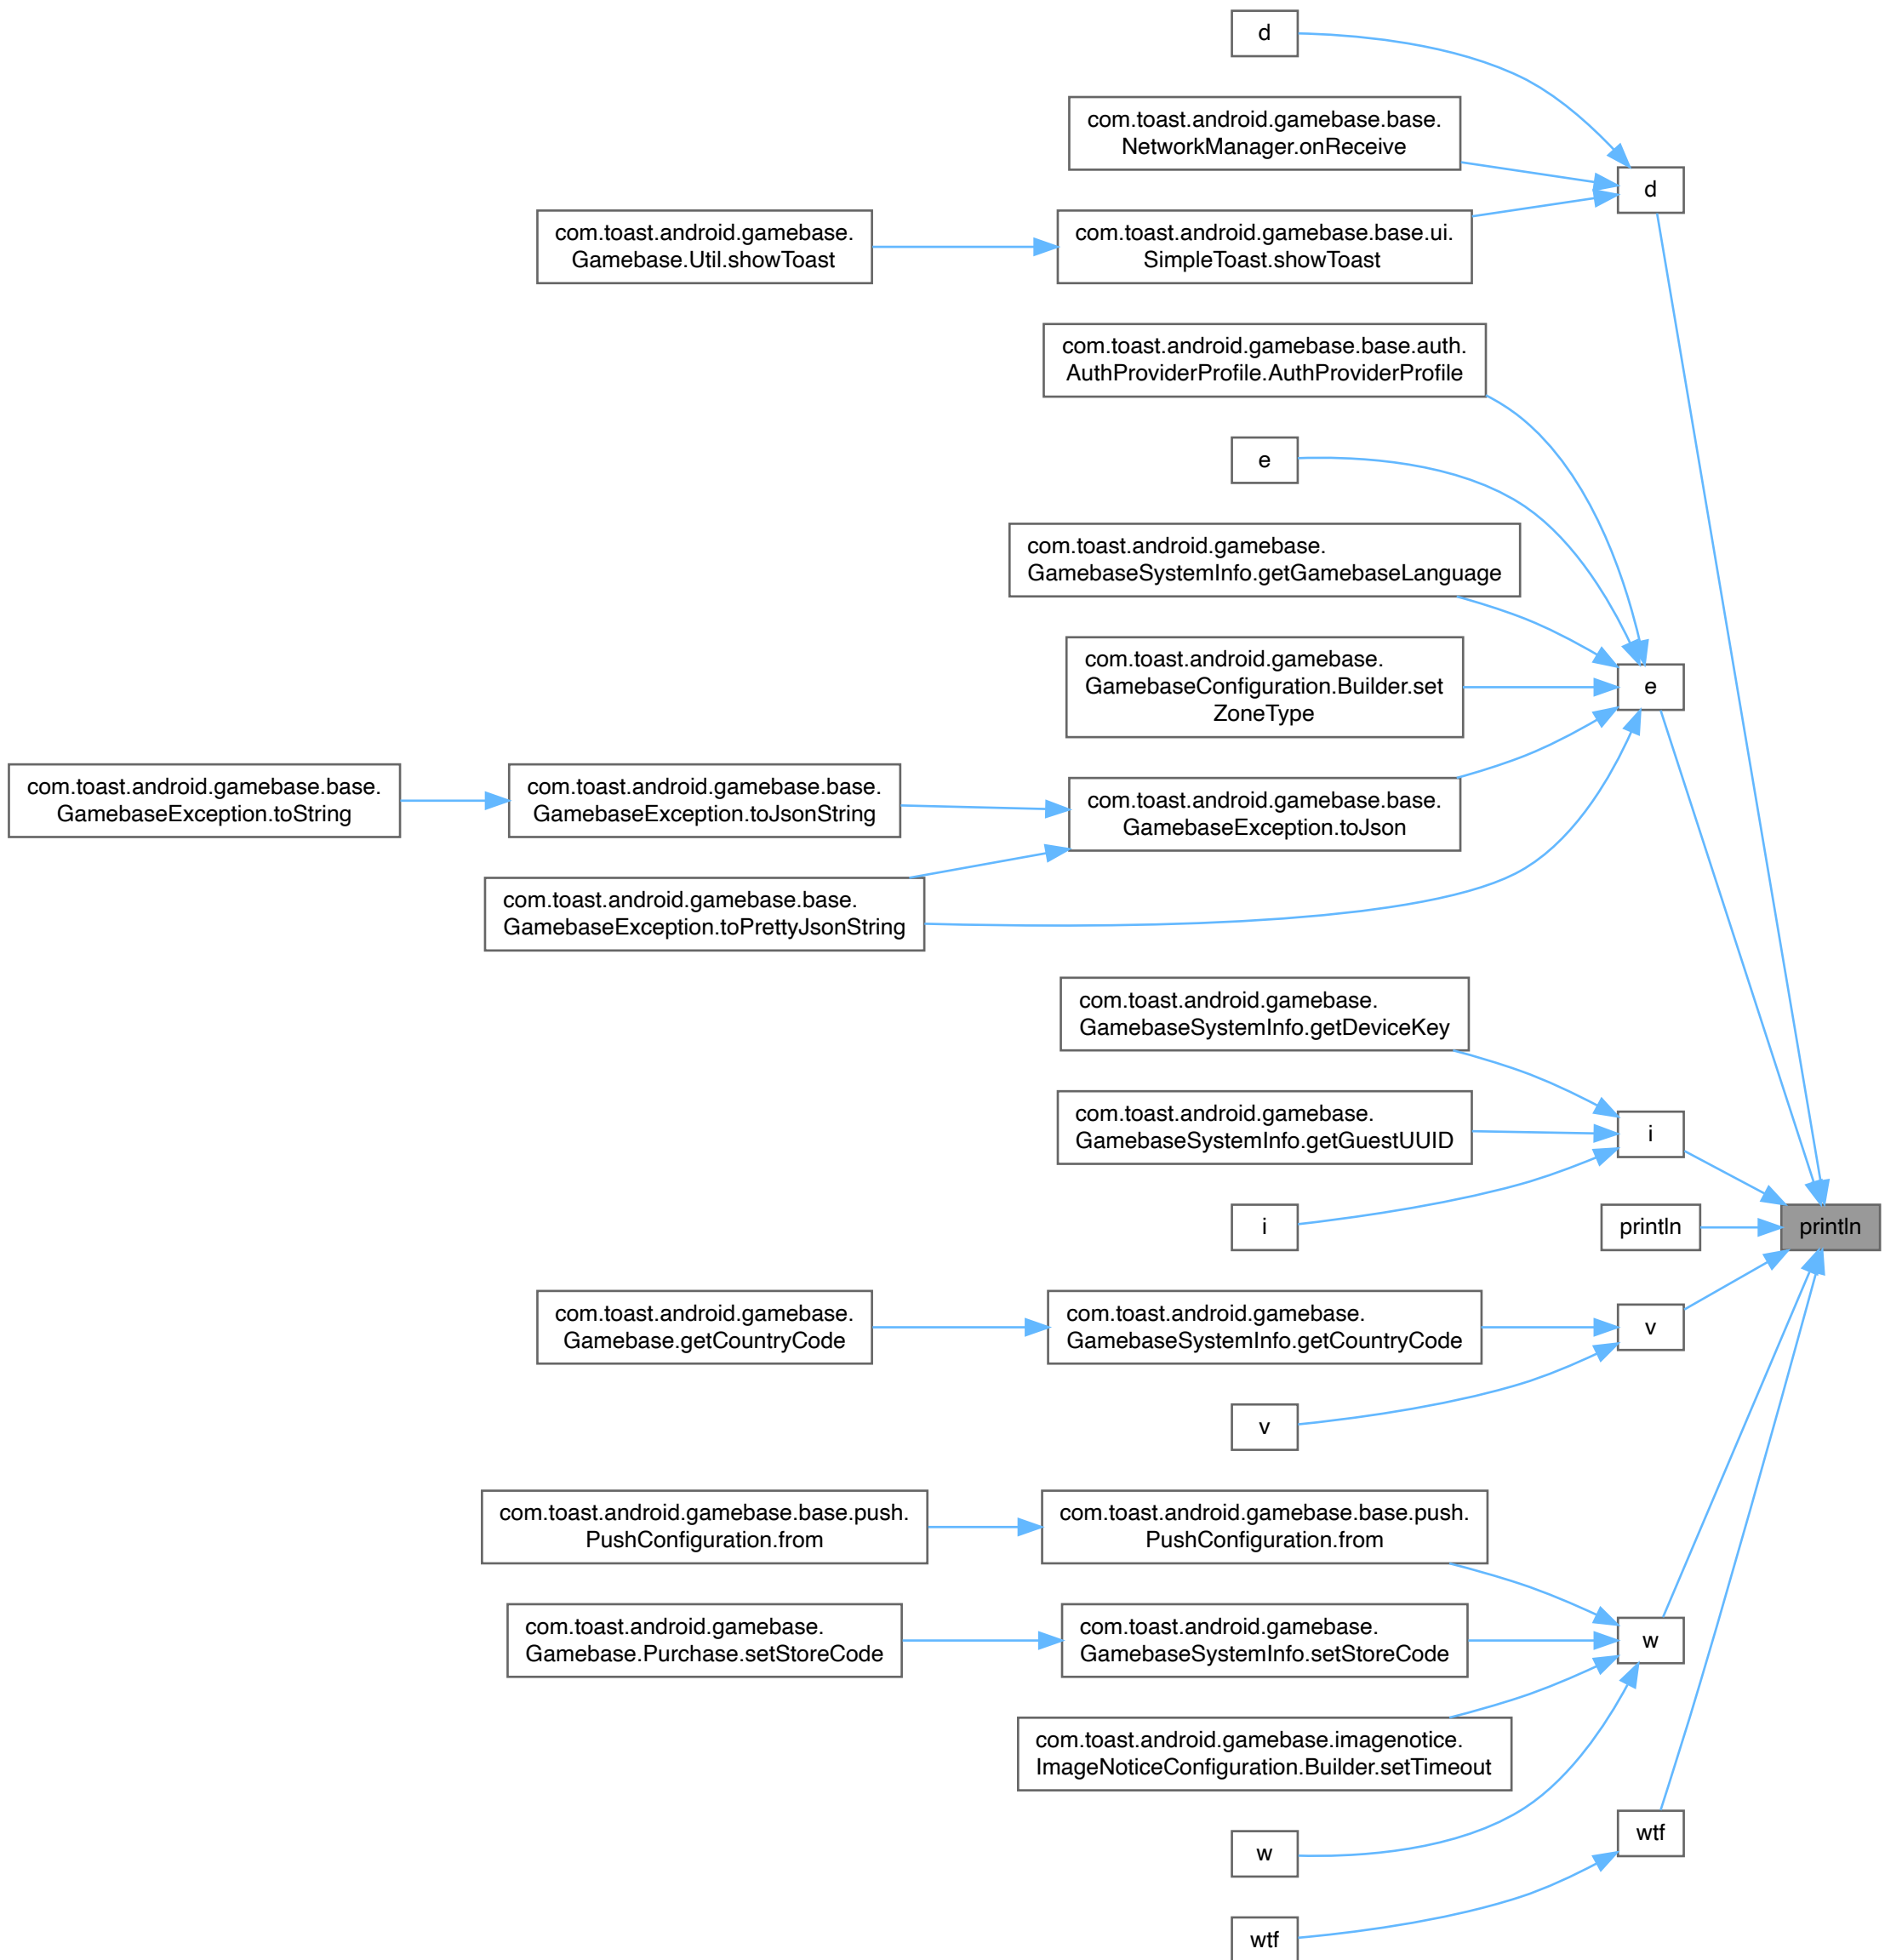 d
com.toast.android.gamebase.base.
NetworkManager.onReceive
d
com.toast.android.gamebase.
Gamebase.Util.showToast
com.toast.android.gamebase.base.ui.
SimpleToast.showToast
com.toast.android.gamebase.base.auth.
AuthProviderProfile.AuthProviderProfile
e
com.toast.android.gamebase.
GamebaseSystemInfo.getGamebaseLanguage
com.toast.android.gamebase.
GamebaseConfiguration.Builder.set
ZoneType
e
com.toast.android.gamebase.base.
GamebaseException.toString
com.toast.android.gamebase.base.
GamebaseException.toJsonString
com.toast.android.gamebase.base.
GamebaseException.toJson
com.toast.android.gamebase.base.
GamebaseException.toPrettyJsonString
com.toast.android.gamebase.
GamebaseSystemInfo.getDeviceKey
com.toast.android.gamebase.
GamebaseSystemInfo.getGuestUUID
i
i
println
println
com.toast.android.gamebase.
Gamebase.getCountryCode
com.toast.android.gamebase.
GamebaseSystemInfo.getCountryCode
v
v
com.toast.android.gamebase.base.push.
PushConfiguration.from
com.toast.android.gamebase.base.push.
PushConfiguration.from
com.toast.android.gamebase.
Gamebase.Purchase.setStoreCode
com.toast.android.gamebase.
GamebaseSystemInfo.setStoreCode
w
com.toast.android.gamebase.imagenotice.
ImageNoticeConfiguration.Builder.setTimeout
w
wtf
wtf